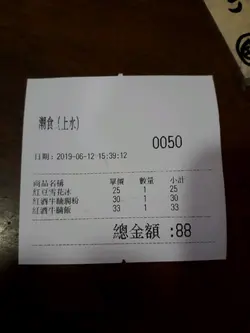 潮食 (上水)
0050
日期: 2019-06-12 15:39:12
商品名稱 單價 數量 小計
紅豆雪花冰 25 1 25
紅酒牛腩腸粉 30 1 30
紅酒牛腩飯 33 1 33
總金額 :88